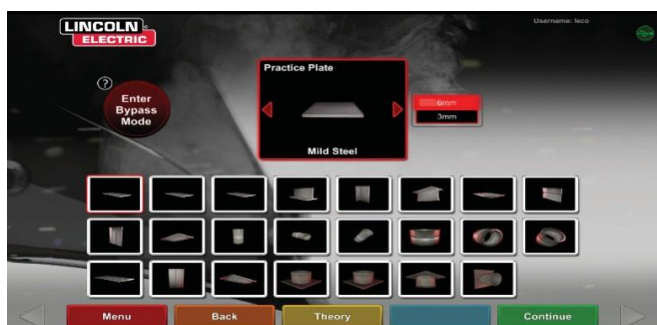 LINCOLN
ELECTRIC
Username: leco
?
Enter
Bypass
Mode
Practice Plate
Mild Steel
6mm
3mm
Menu
Back
Theory
Continue